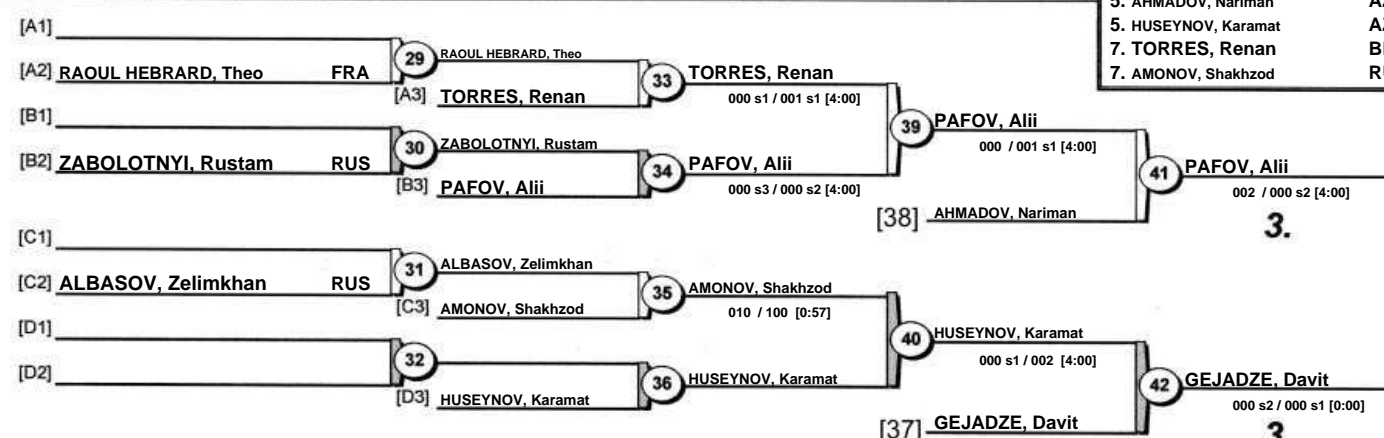 5. AHMADOV, Nariman
5. HUSEYNOV, Karamat
7. TORRES, Renan
7. AMONOV, Shakhzod
[A1]
[A2] RAOUL HEBRARD, Theo FRA
29
RAOUL HEBRARD, Theo
[A3] TORRES, Renan
33
TORRES, Renan
000 s1 / 001 s1 [4:00]
[B1]
[B2] ZABOLOTNYI, Rustam RUS
30
ZABOLOTNYI, Rustam
[B3] PAFOV, Alii
34
PAFOV, Alii
000 s3 / 000 s2 [4:00]
39
PAFOV, Alii
000 / 001 s1 [4:00]
[38] AHMADOV, Nariman
41
PAFOV, Alii
002 / 000 s2 [4:00]
3.
[C1]
[C2] ALBASOV, Zelimkhan RUS
31
ALBASOV, Zelimkhan
[C3] AMONOV, Shakhzod
35
AMONOV, Shakhzod
010 / 100 [0:57]
[D1]
[D2]
32
[D3] HUSEYNOV, Karamat
36
HUSEYNOV, Karamat
40
HUSEYNOV, Karamat
000 s1 / 002 [4:00]
[37] GEJADZE, Davit
42
GEJADZE, Davit
000 s2 / 000 s1 [0:00]
3